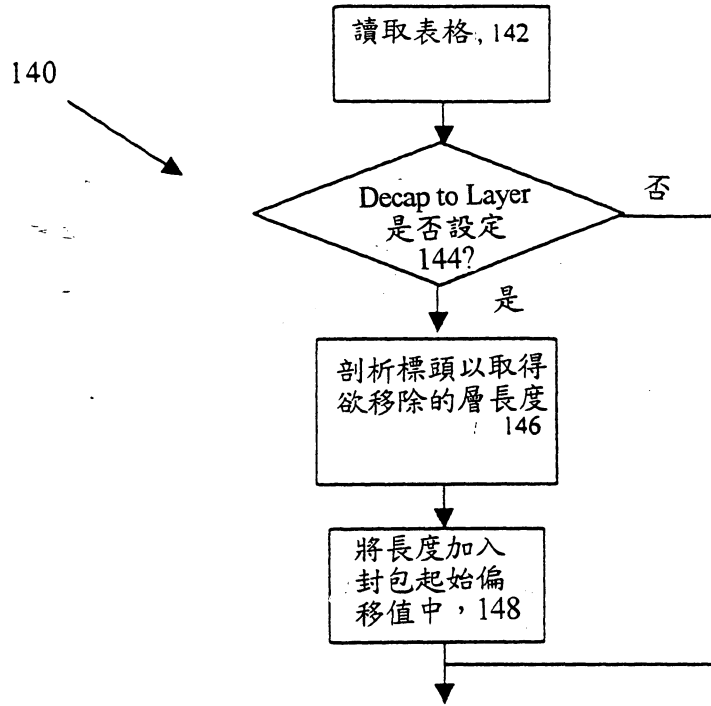 讀取表格, 142
140
Decap to Layer
是否設定
144?
否
是
剖析標頭以取得
欲移除的層長度
146
將長度加入
封包起始偏
移值中，148